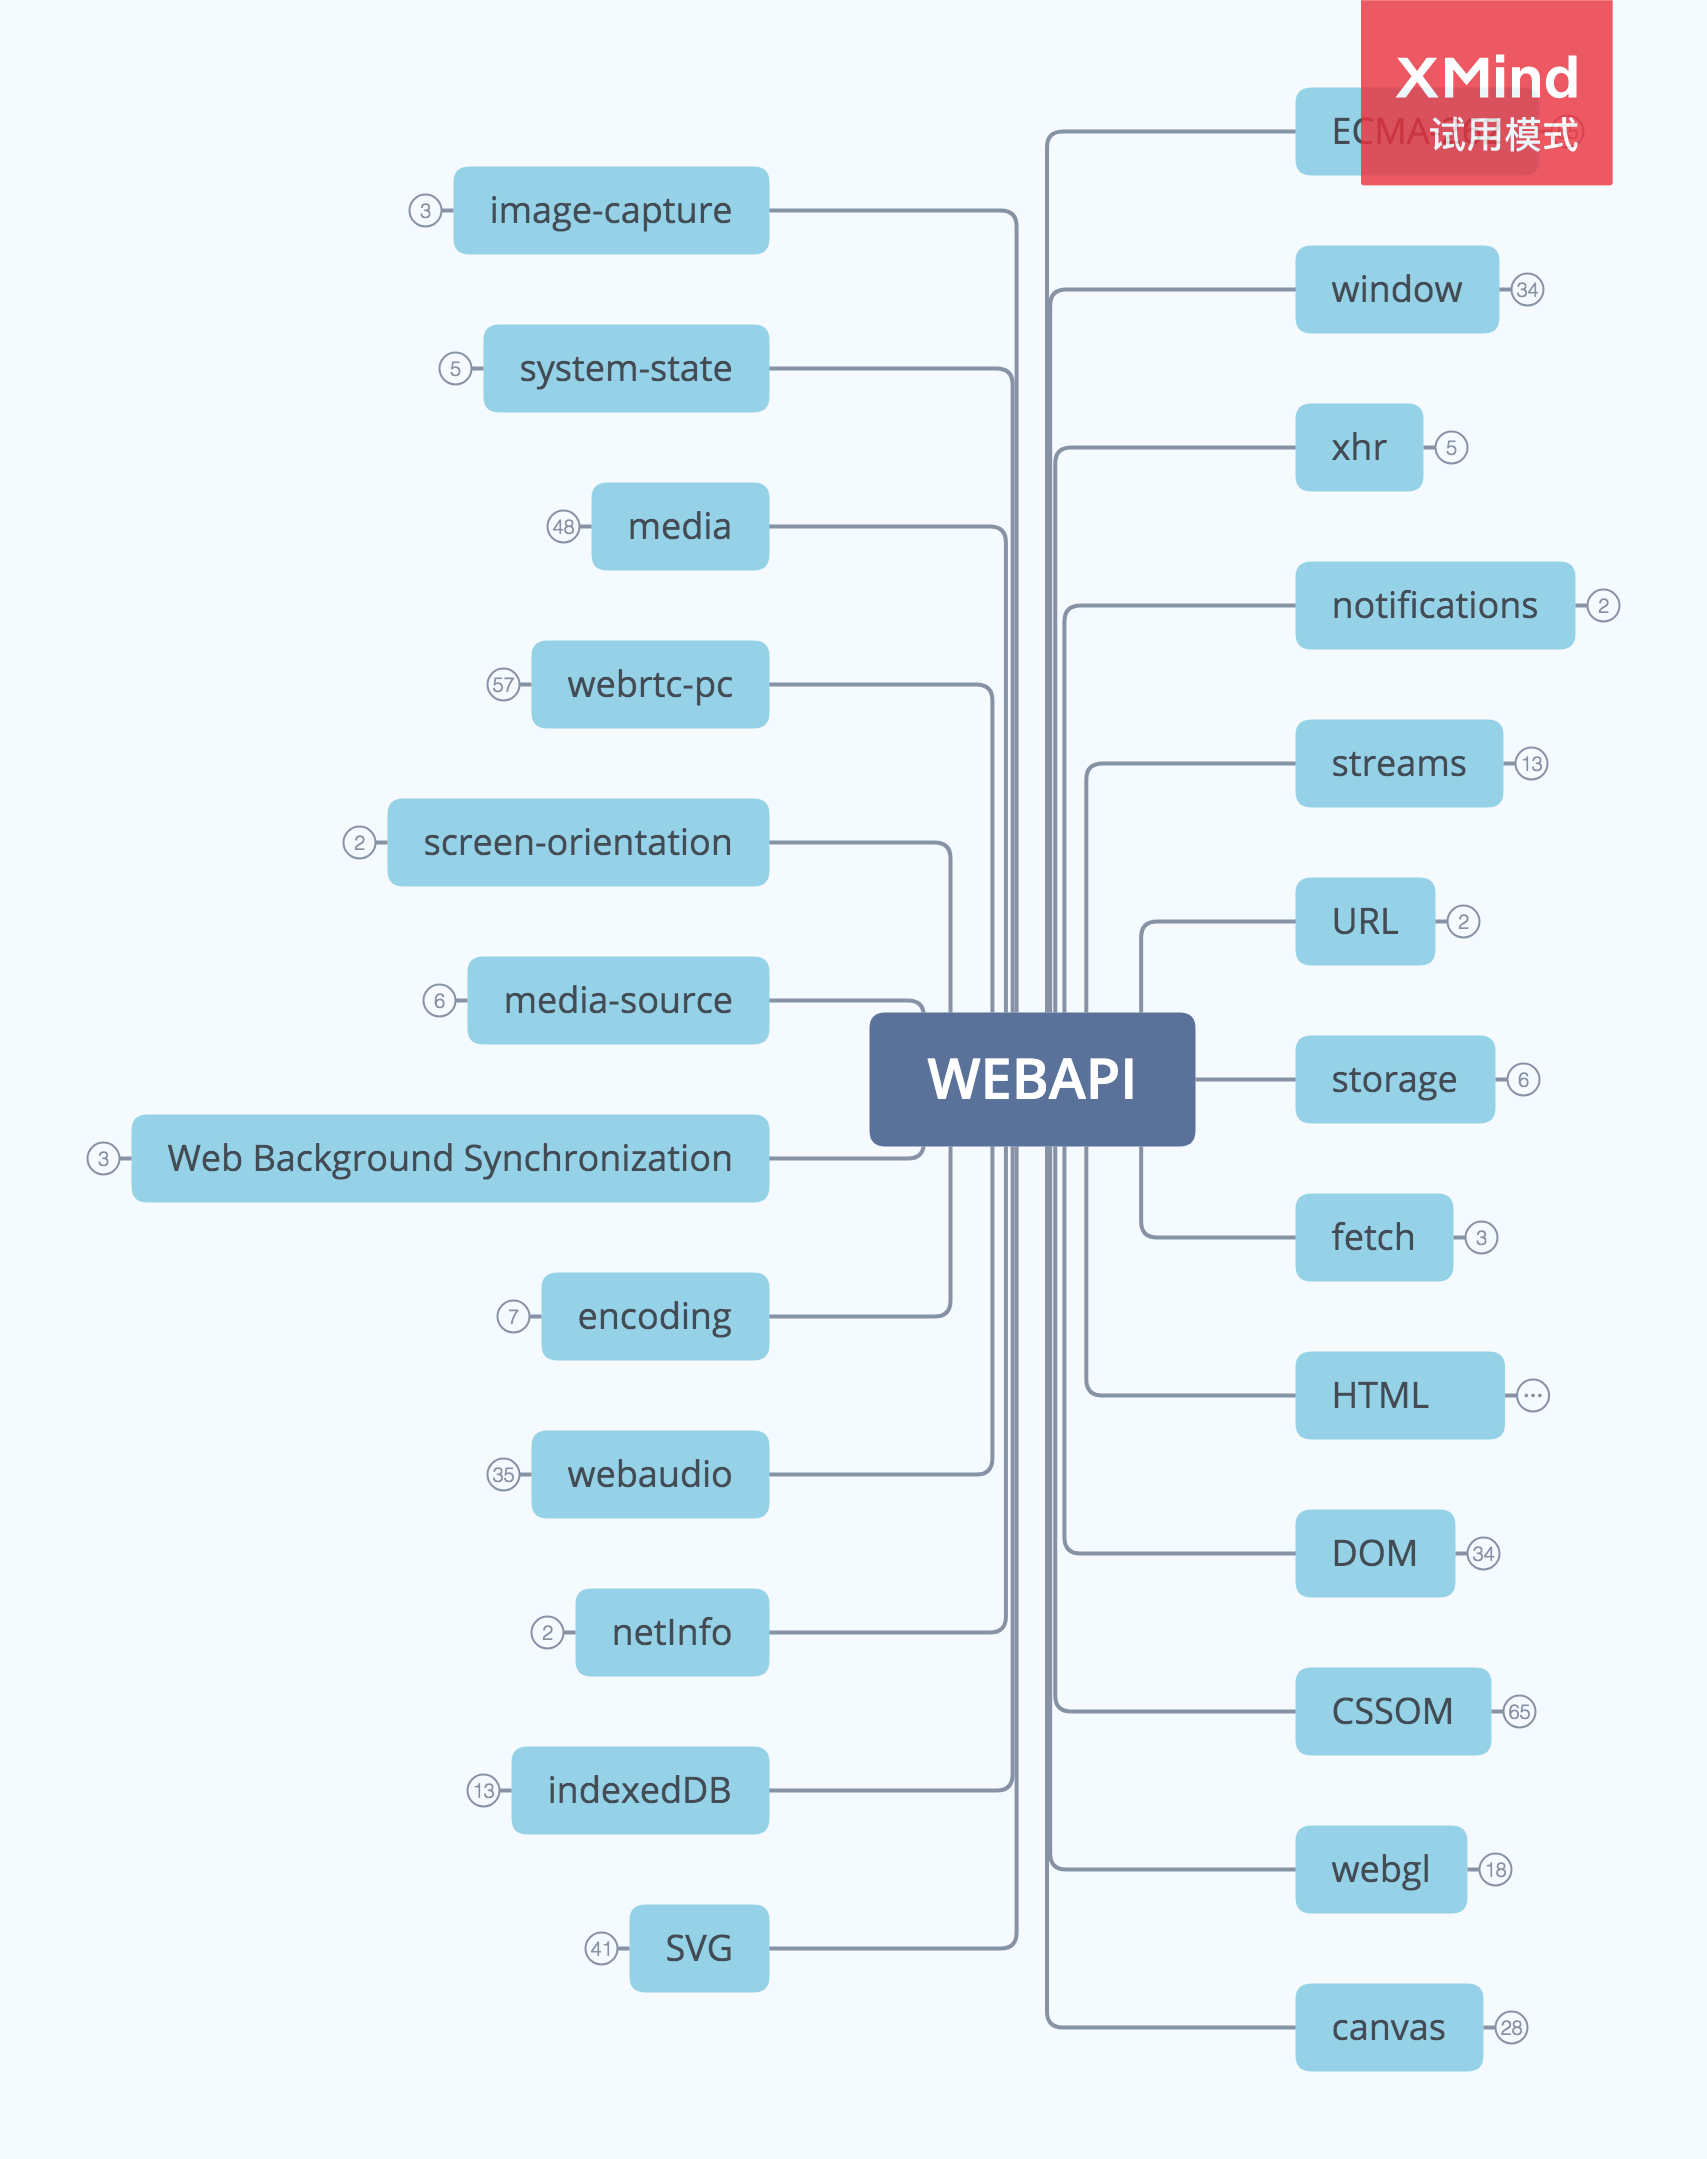 XMind
试用模式
image-capture
3
system-state
5
media
48
webrtc-pc
57
screen-orientation
2
media-source
6
Web Background Synchronization
3
encoding
7
webaudio
35
netInfo
2
indexedDB
13
SVG
41
WEBAPI
window
34
xhr
5
notifications
2
streams
13
URL
2
storage
6
fetch
3
HTML
...
DOM
34
CSSOM
65
webgl
18
canvas
28